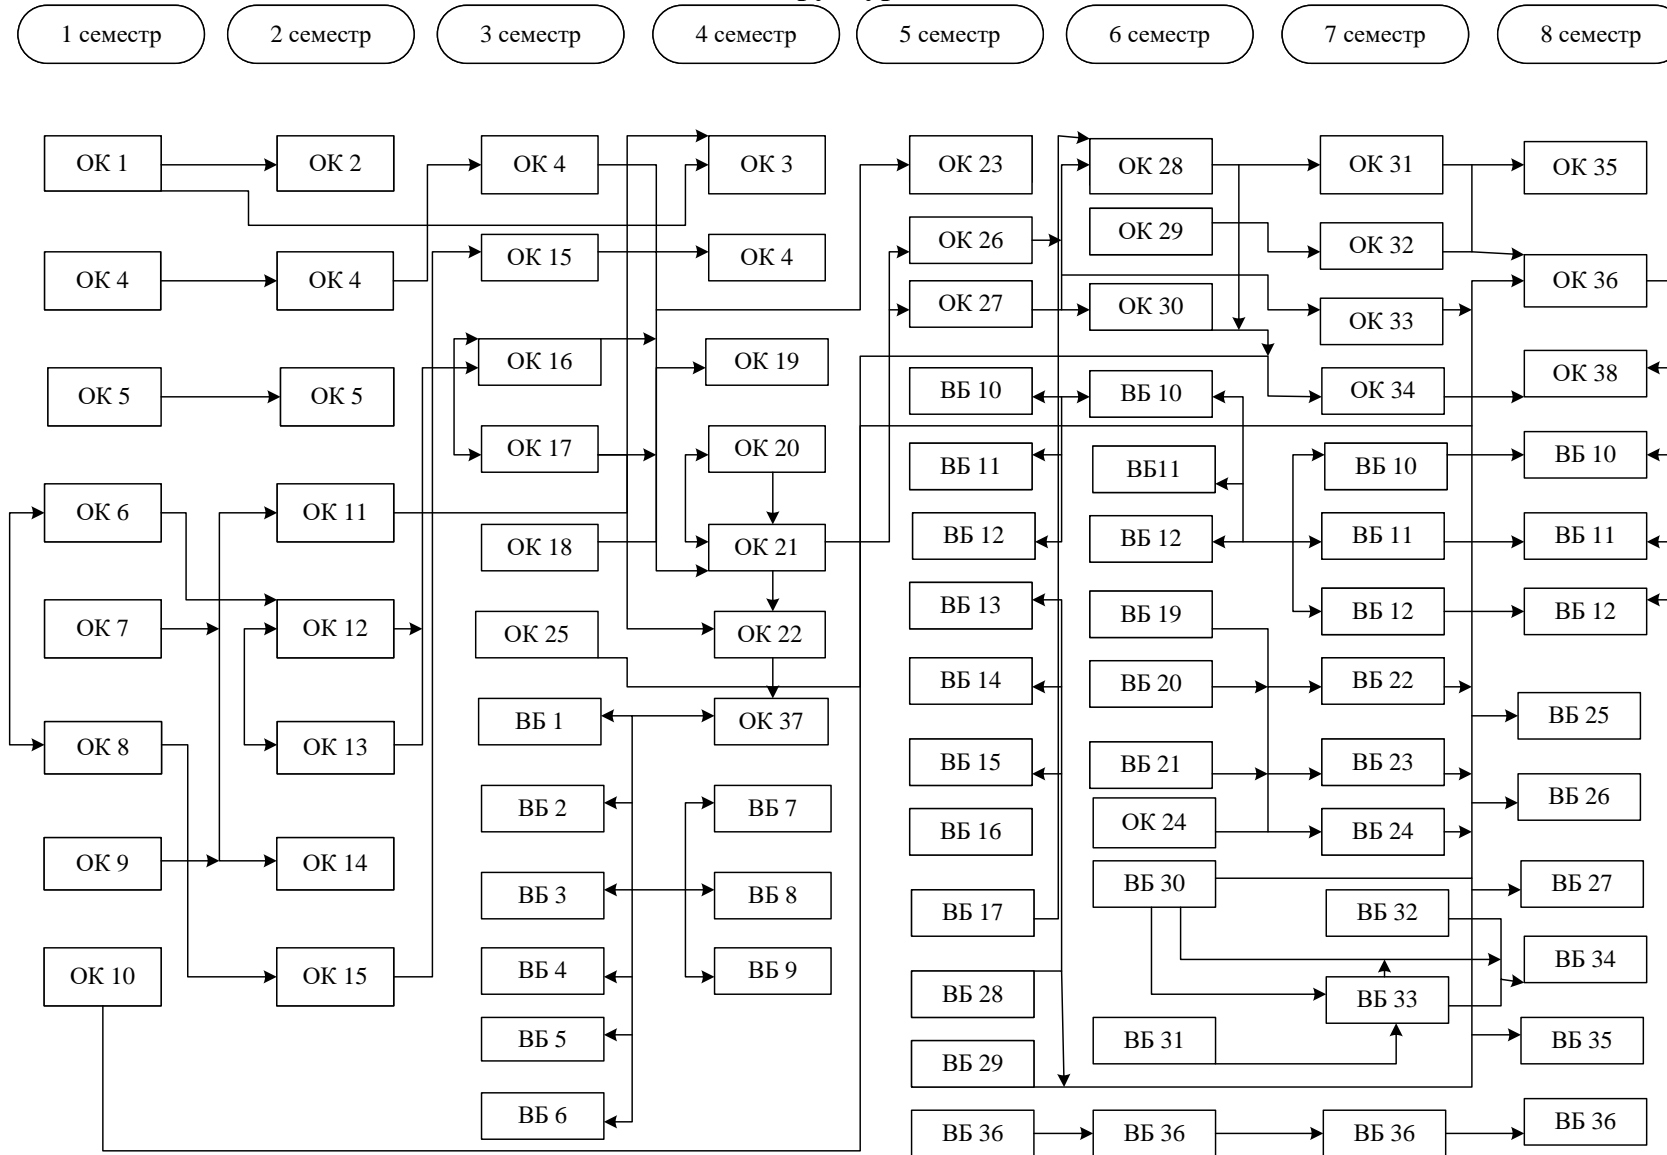 1 семестр
2 семестр
3 семестр
4 семестр
5 семестр
6 семестр
7 семестр
8 семестр
ОК 1
ОК 4
ОК 5
ОК 6
ОК 7
ОК 8
ОК 9
ОК 10
ОК 2
ОК 4
ОК 5
ОК 11
ОК 12
ОК 13
ОК 14
ОК 15
ОК 4
ОК 15
ОК 16
ОК 17
ОК 18
ОК 25
ВБ 1
ВБ 2
ВБ 3
ВБ 4
ВБ 5
ВБ 6
ОК 3
ОК 4
ОК 19
ОК 20
ОК 21
ОК 22
ОК 37
ВБ 7
ВБ 8
ВБ 9
ОК 23
ОК 26
ОК 27
ВБ 10
ВБ 11
ВБ 12
ВБ 13
ВБ 14
ВБ 15
ВБ 16
ВБ 17
ВБ 28
ВБ 29
ВБ 36
ОК 28
ОК 29
ОК 30
ВБ 10
ВБ11
ВБ 12
ВБ 19
ВБ 20
ВБ 21
ОК 24
ВБ 30
ВБ 31
ВБ 36
ОК 31
ОК 32
ОК 33
ОК 34
ВБ 10
ВБ 11
ВБ 12
ВБ 22
ВБ 23
ВБ 24
ВБ 32
ВБ 33
ВБ 36
ОК 35
ОК 36
ОК 38
ВБ 10
ВБ 11
ВБ 12
ВБ 25
ВБ 26
ВБ 27
ВБ 34
ВБ 35
ВБ 36